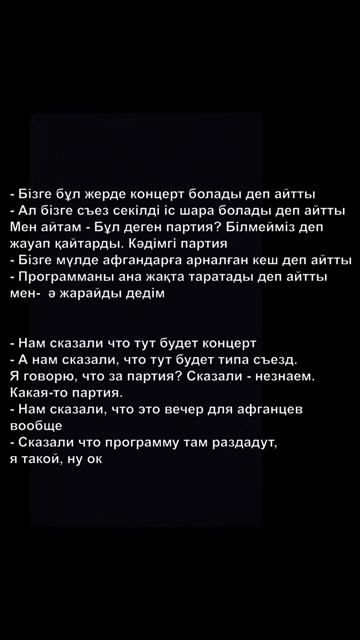 - Бізге бұл жерде концерт болады деп айтты
- Ал бізге съез секілді іс шара болады деп айтты
Мен айтам - Бұл деген партия? Білмейміз деп
жауап қайтарды. Кәдімгі партия
- Бізге мүлде афгандарға арналған кеш деп айтты
- Программаны ана жақта таратады деп айтты
мен-  ә жарайды дедім
- Нам сказали что тут будет концерт
- А нам сказали, что тут будет типа съезд.
Я говорю, что за партия? Сказали - незнаем.
Какая-то партия.
- Нам сказали, что это вечер для афганцев
вообще
- Сказали что программу там раздадут,
я такой, ну ок